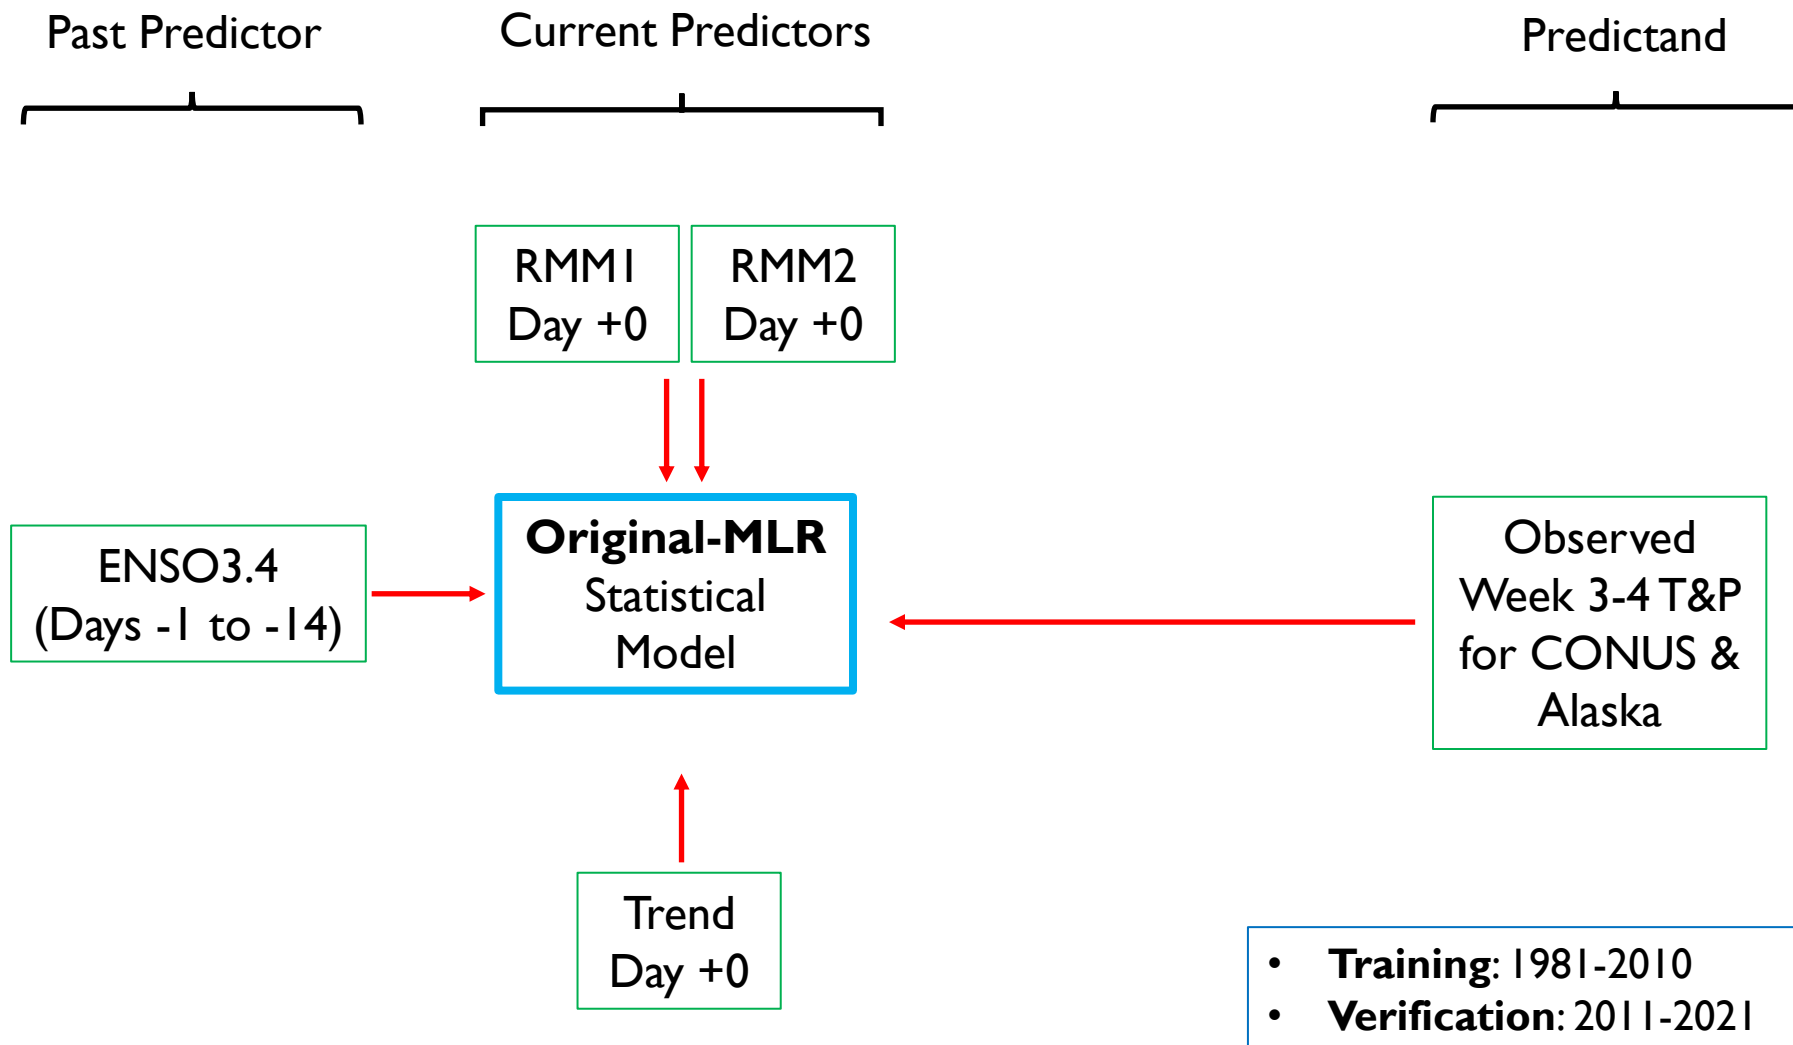 Past Predictor
Current Predictors
Predictand
RMM1
Day +0
RMM2
Day +0
ENSO3.4
(Days -1 to -14)
Original-MLR
Statistical
Model
Observed
Week 3-4 T&P
for CONUS &
Alaska
Trend
Day +0
• Training: 1981-2010
• Verification: 2011-2021